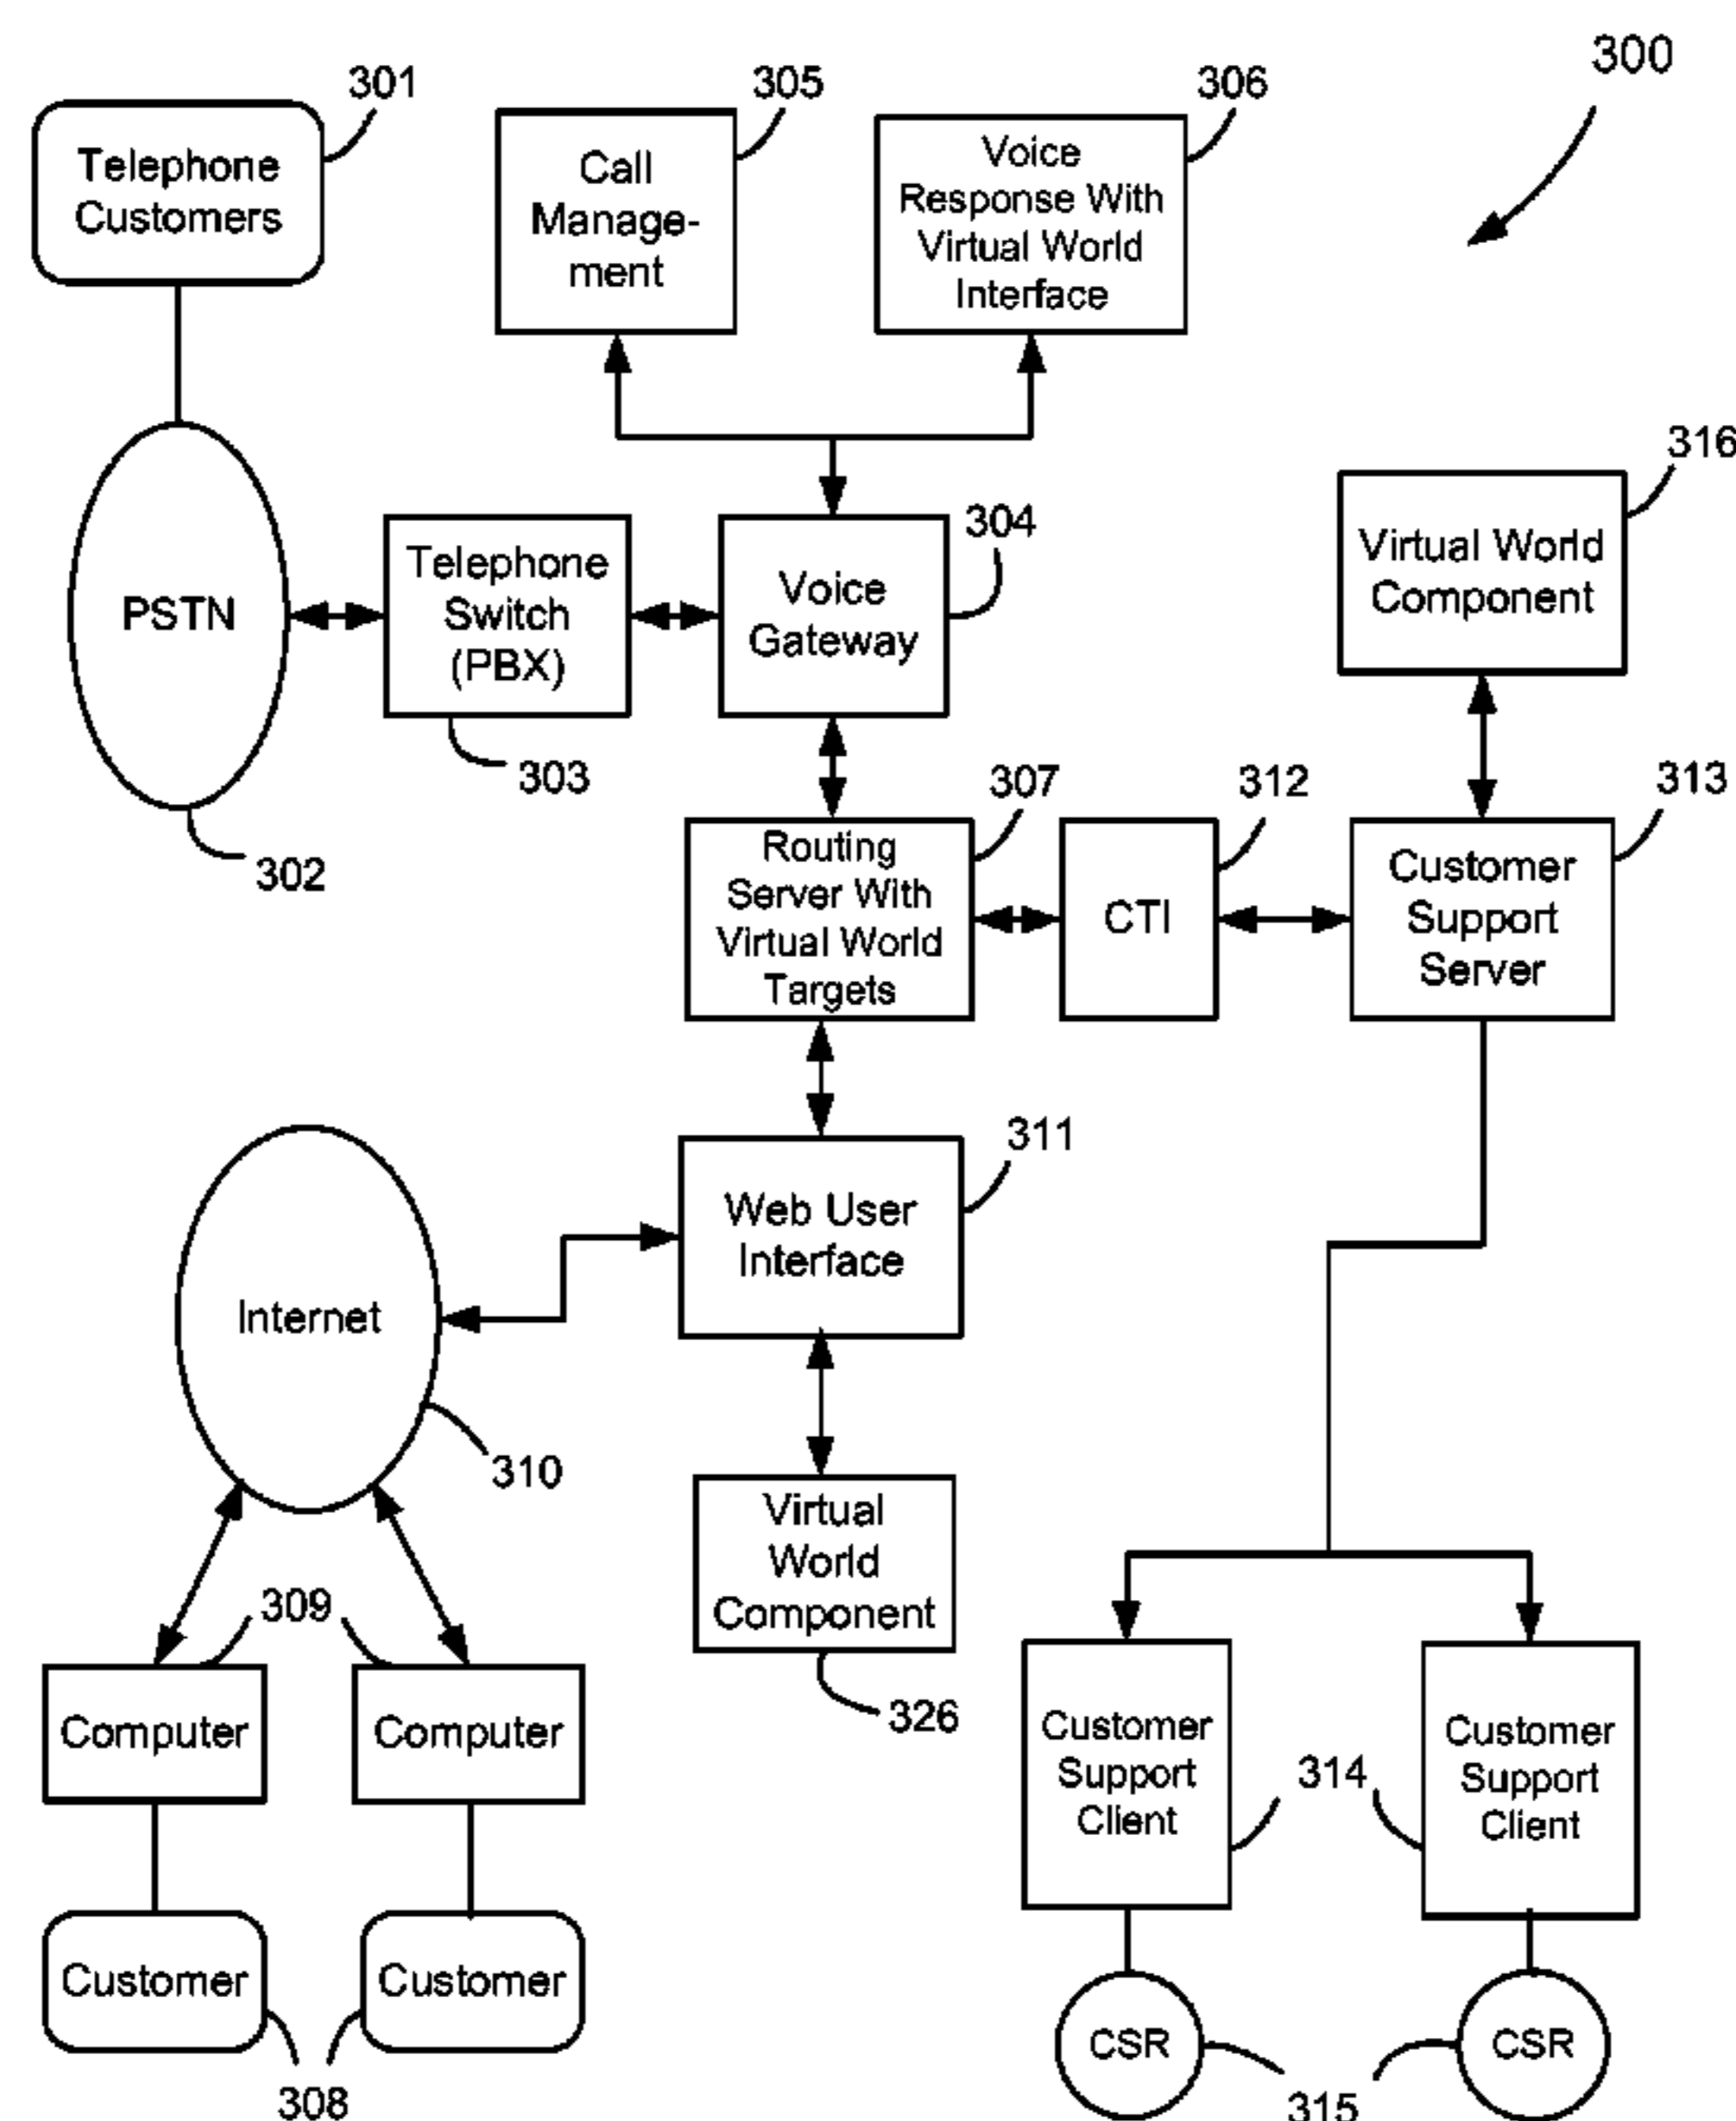 300
301
305
306
Telephone
Customers
Call
Manage-
ment
Voice
Response With
Virtual World
Interface
316
304
PSTN
Telephone
Switch
(PBX)
Voice
Gateway
Virtual World
Component
303
302
307
312
313
Routing
Server With
Virtual World
Targets
CTI
Customer
Support
Server
311
Web User
Interface
Internet
310
Virtual
World
Component
326
309
Computer
Computer
Customer
Support
Client
314
Customer
Support
Client
Customer
Customer
308
CSR
CSR
315